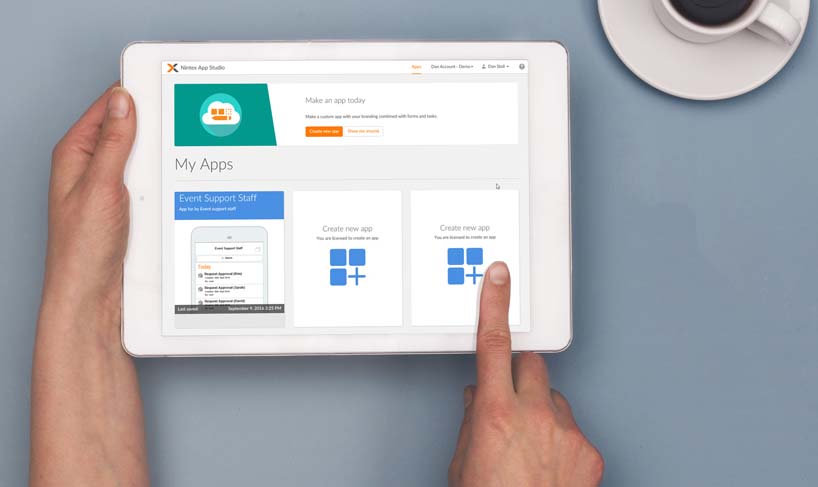 Nintex App Studio
Apps
Dan Account - Demo
Dan Stoll
Make an app today
Make a custom app with your branding combined with forms and tasks
Create new app
Show me around
My Apps
Event Support Staff
App for by Event support staff
Event Support Staff
Today
Request Approval (Kim)
Request Approval (Sarah)
Request Approval (David)
Last saved
September 9, 2016 3:25 PM
Create new app
You are licensed to create an app
Create new app
You are licensed to create an app